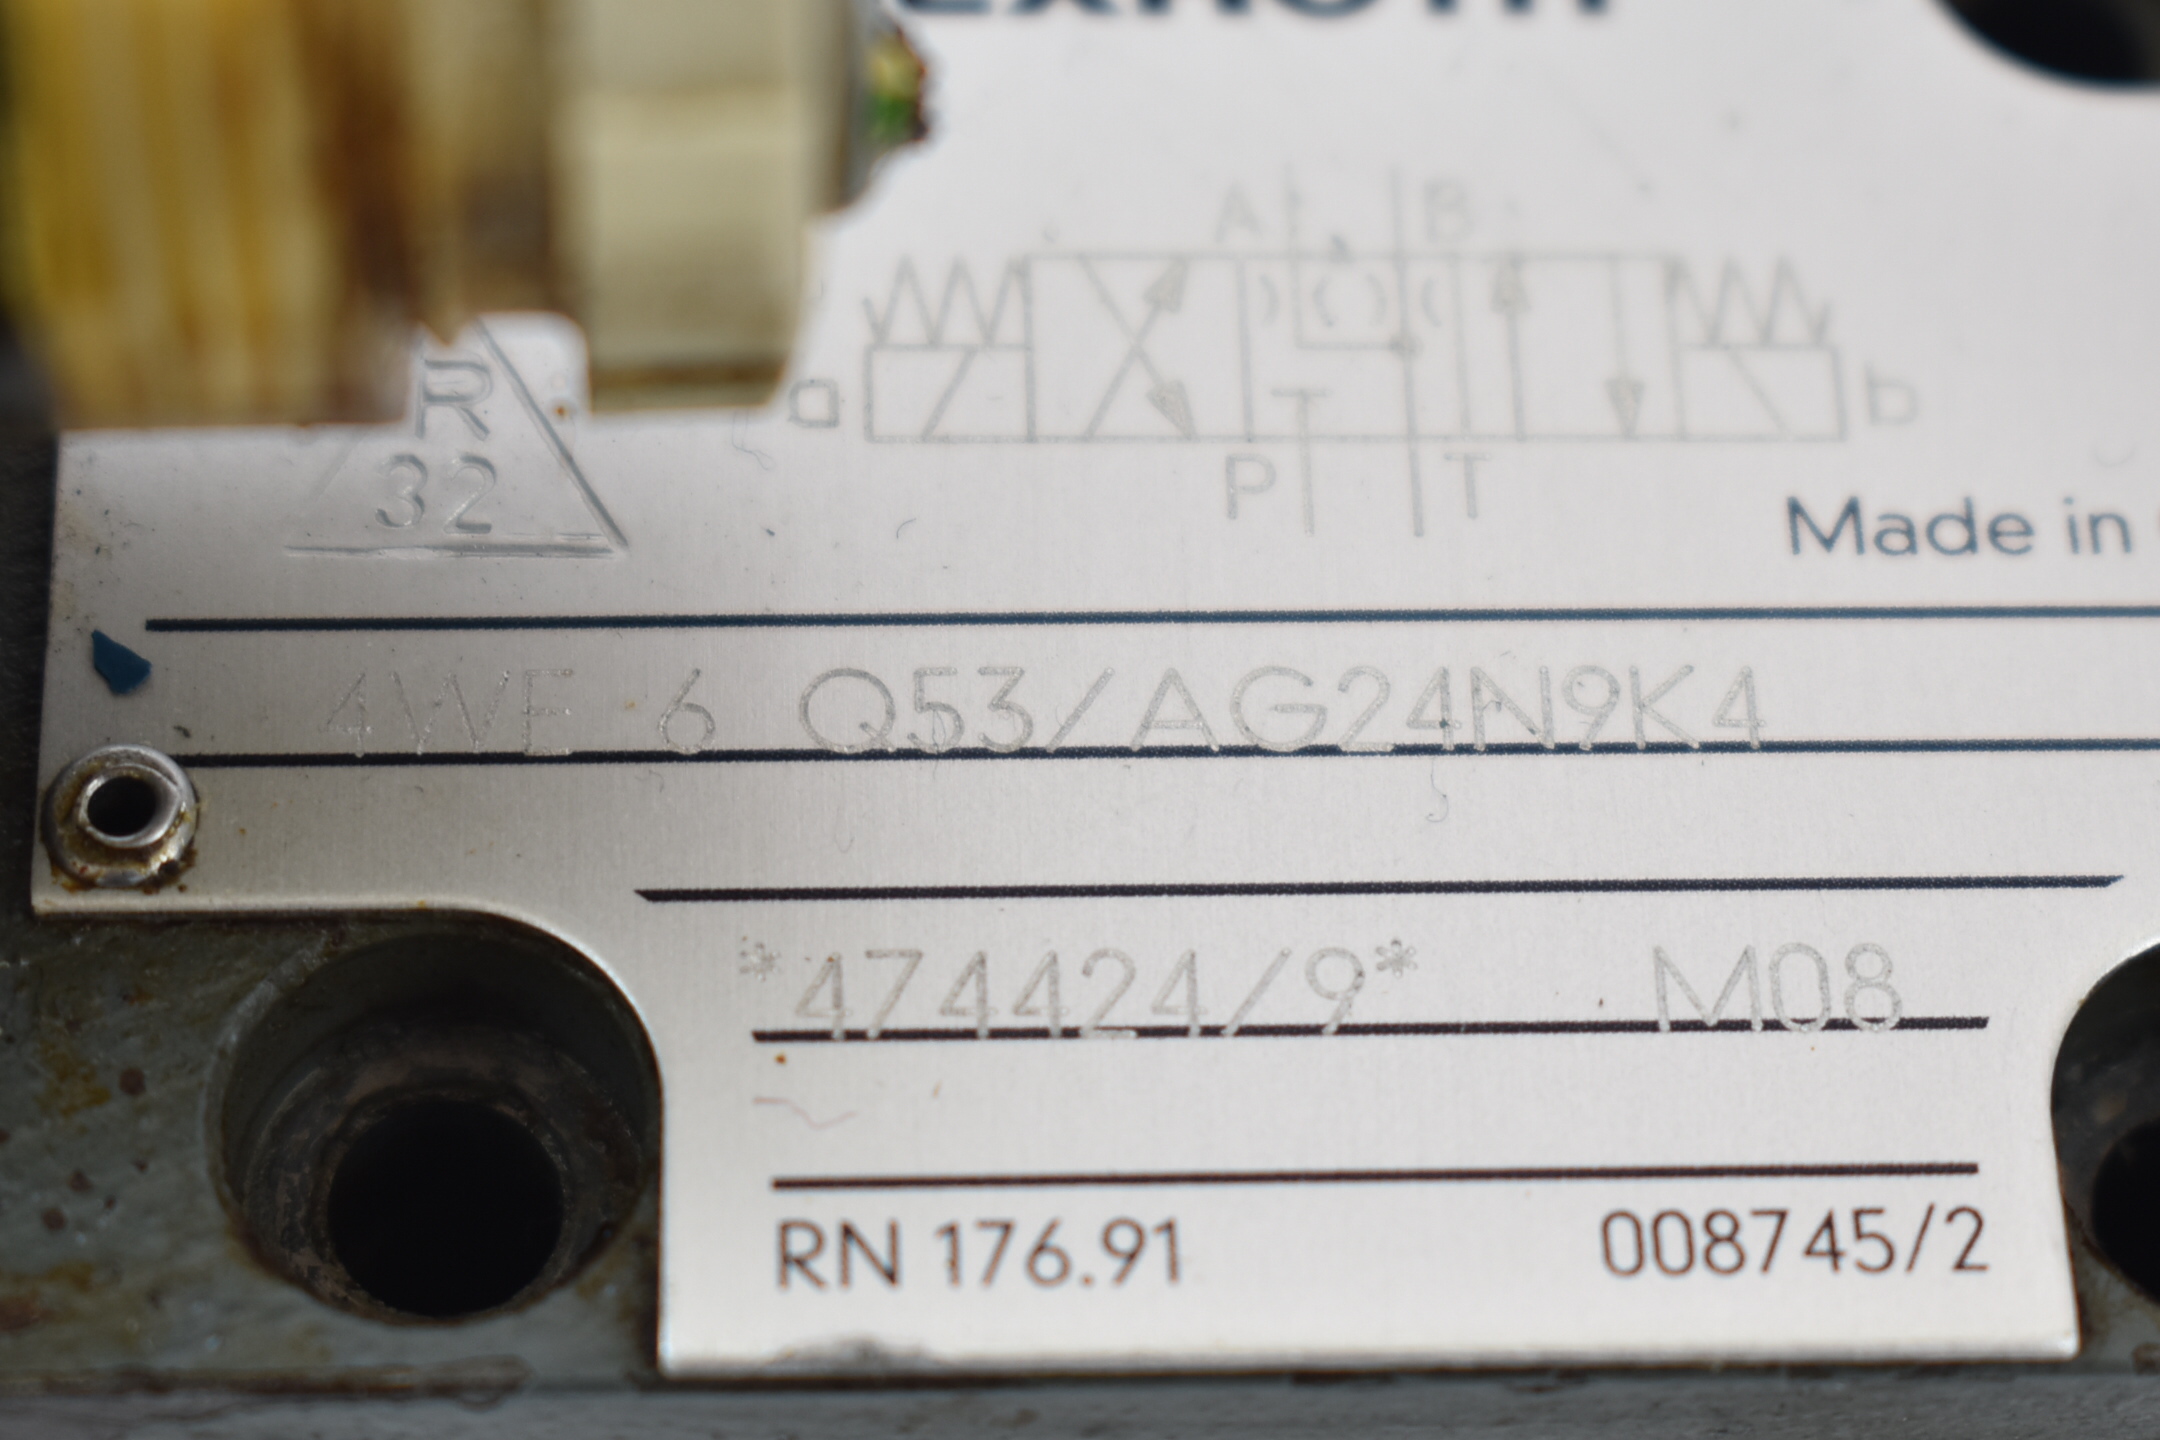 A B
a b
R
32
P T
Made in
4WE 6 Q53/AG24N9K4
*474424/9* M08
RN 176.91 008745/2